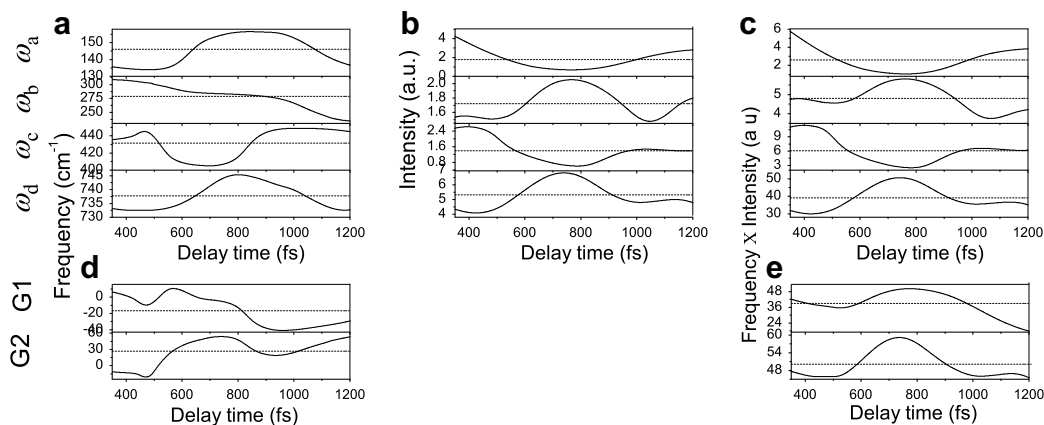 a
b
c
ωa
150
140
130
ωb
300
275
250
ωc
440
420
400
ωd
745
740
735
730
Frequency (cm⁻¹)
400 600 800 1000 1200
Delay time (fs)
Intensity (a.u.)
4
2
0
2.0
1.8
1.6
2.4
1.6
0.8
7
5
4
400 600 800 1000 1200
Delay time (fs)
Frequency X Intensity (a u)
6
4
2
5
4
9
6
3
50
40
30
400 600 800 1000 1200
Delay time (fs)
d
G1
0
-20
-40
G2
60
30
0
400 600 800 1000 1200
Delay time (fs)
e
48
36
24
60
54
48
400 600 800 1000 1200
Delay time (fs)